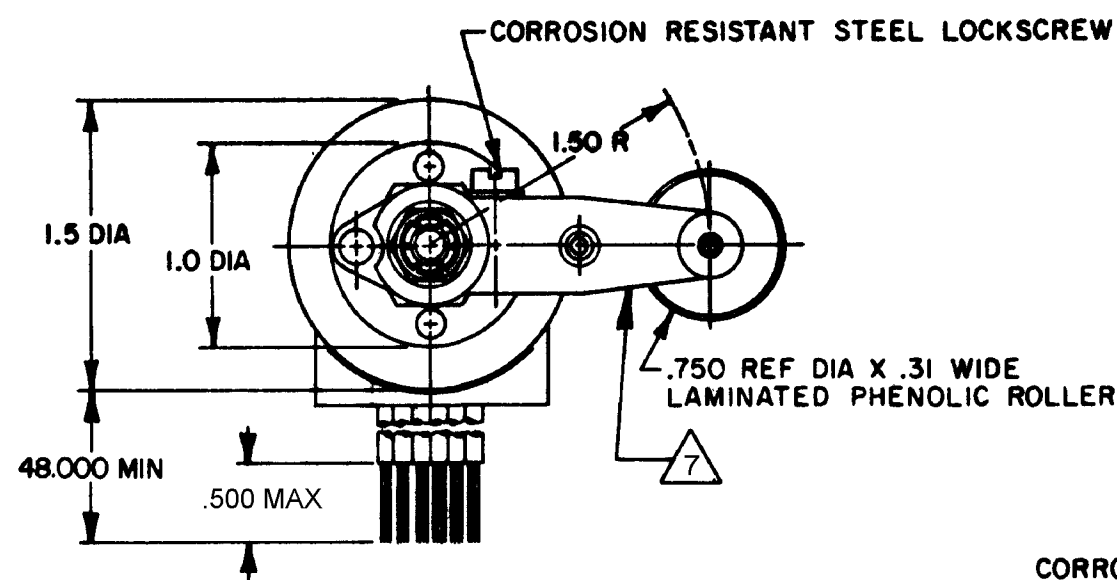 CORROSION RESISTANT STEEL LOCKSCREW
1.50 R
1.5 DIA
1.0 DIA
.750 REF DIA X .31 WIDE
LAMINATED PHENOLIC ROLLER
48.000 MIN
7
.500 MAX
CORRO